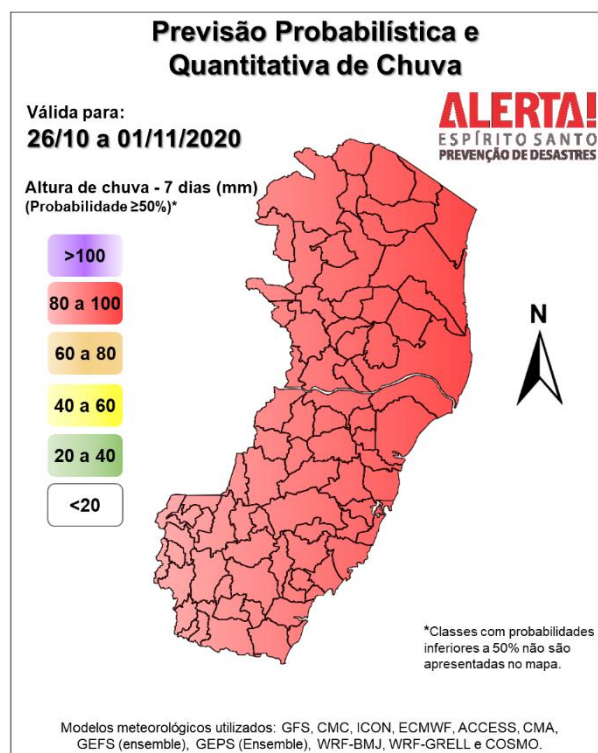 Previsão Probabilística e
Quantitativa de Chuva
Válida para:
26/10 a 01/11/2020
ALERTA!
ESPÍRITO SANTO
PREVENÇÃO DE DESASTRES
Altura de chuva - 7 dias (mm)
(Probabilidade ≥50%)*
>100
80 a 100
60 a 80
40 a 60
20 a 40
<20
N
*Classes com probabilidades
inferiores a 50% não são
apresentadas no mapa.
Modelos meteorológicos utilizados: GFS, CMC, ICON, ECMWF, ACCESS, CMA,
GEFS (ensemble), GEPS (Ensemble), WRF-BMJ, WRF-GRELL e COSMO.